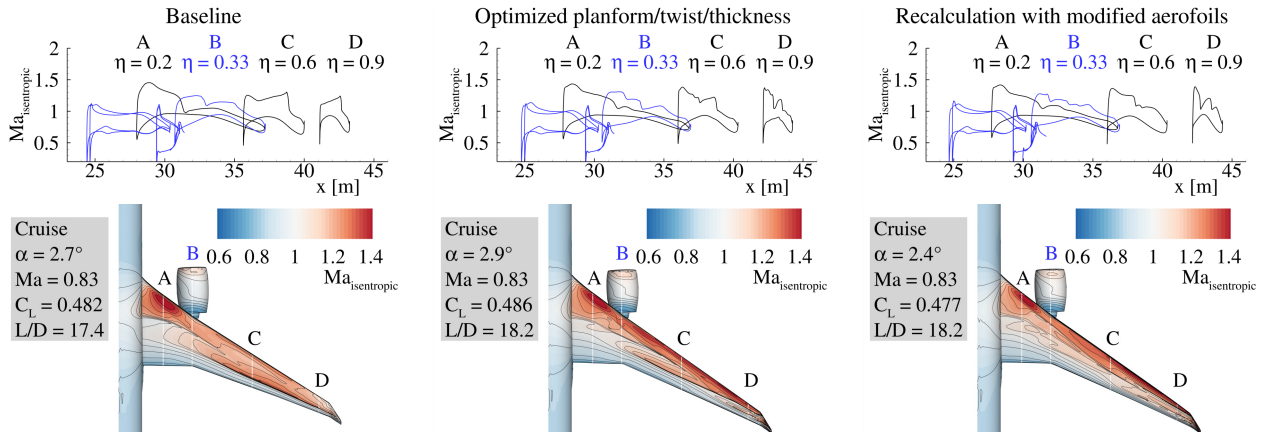 Baseline
A B C D
η = 0.2 η = 0.33 η = 0.6 η = 0.9
2
1.5
1
0.5
Ma_isentropic
25 30 35 40 45
x [m]
Cruise
α = 2.7°
Ma = 0.83
C_L = 0.482
L/D = 17.4
0.6 0.8 1 1.2 1.4
Ma_isentropic
B
A
C
D
Optimized planform/twist/thickness
A B C D
η = 0.2 η = 0.33 η = 0.6 η = 0.9
2
1.5
1
0.5
Ma_isentropic
25 30 35 40 45
x [m]
Cruise
α = 2.9°
Ma = 0.83
C_L = 0.486
L/D = 18.2
0.6 0.8 1 1.2 1.4
Ma_isentropic
B
A
C
D
Recalculation with modified aerofoils
A B C D
η = 0.2 η = 0.33 η = 0.6 η = 0.9
2
1.5
1
0.5
Ma_isentropic
25 30 35 40 45
x [m]
Cruise
α = 2.4°
Ma = 0.83
C_L = 0.477
L/D = 18.2
0.6 0.8 1 1.2 1.4
Ma_isentropic
B
A
C
D